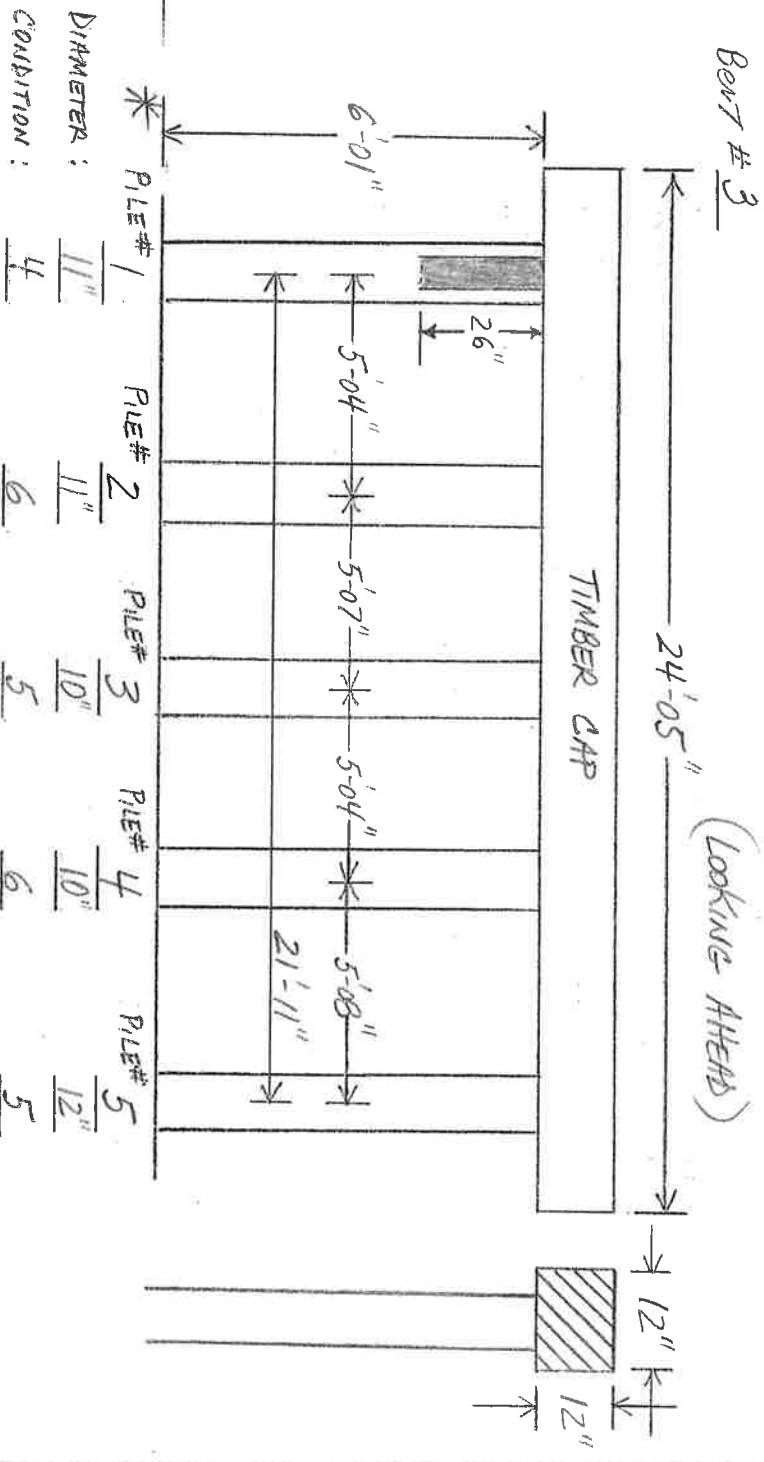 BENT # 3
(LOOKING AHEAD)
24'-05"
12"
12"
TIMBER CAP
6'-01"
26"
5'-04" 5'-07" 5'-04" 5'-08"
21'-11"
* PILE# 1 PILE# 2 PILE# 3 PILE# 4 PILE# 5
DIAMETER : 11" 11" 10" 10" 12"
CONDITION : 4 6 5 6 5